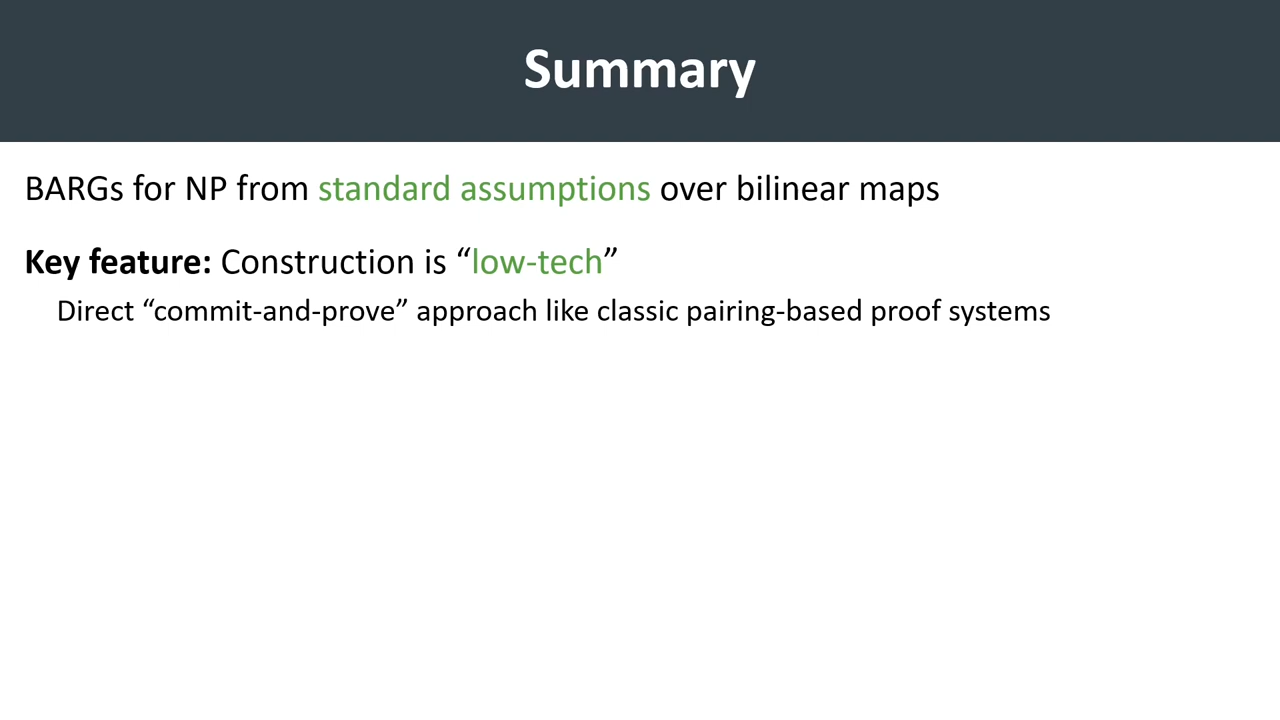 Summary
BARGs for NP from standard assumptions over bilinear maps
Key feature: Construction is “low-tech”
Direct “commit-and-prove” approach like classic pairing-based proof systems